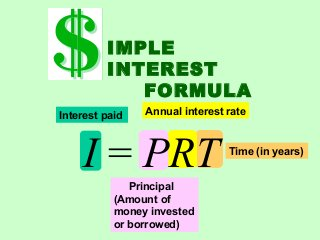 $IMPLE
INTEREST
FORMULA
Interest paid
Annual interest rate
I = PRT
Time (in years)
Principal
(Amount of
money invested
or borrowed)